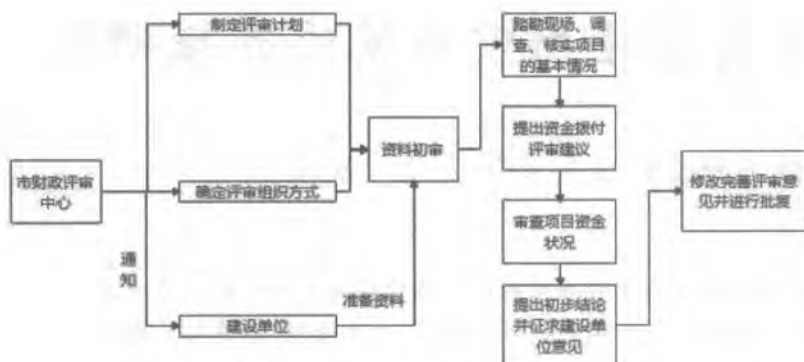 制定评审计划
踏勘现场、调
查、核实项目
的基本情况
市财政评审
中心
确定评审组织方式
资料初审
提出资金拨付
评审建议
修改完善评审意
见并进行批复
审查项目资金
状况
通
知
准备资料
建设单位
提出初步结论
并征求建设单
位意见